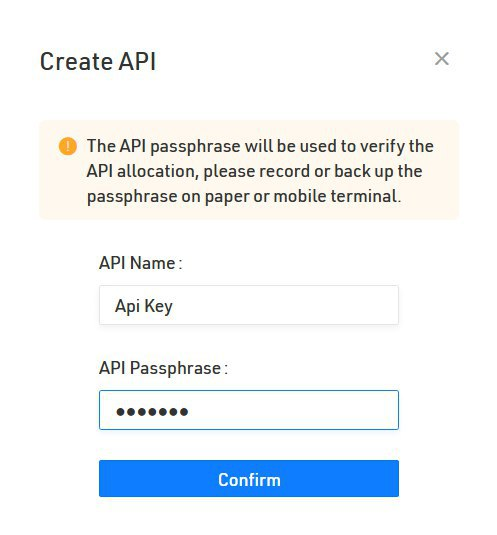 Create API
The API passphrase will be used to verify the
API allocation, please record or back up the
passphrase on paper or mobile terminal.
API Name:
Api Key
API Passphrase:
●●●●●●●
Confirm